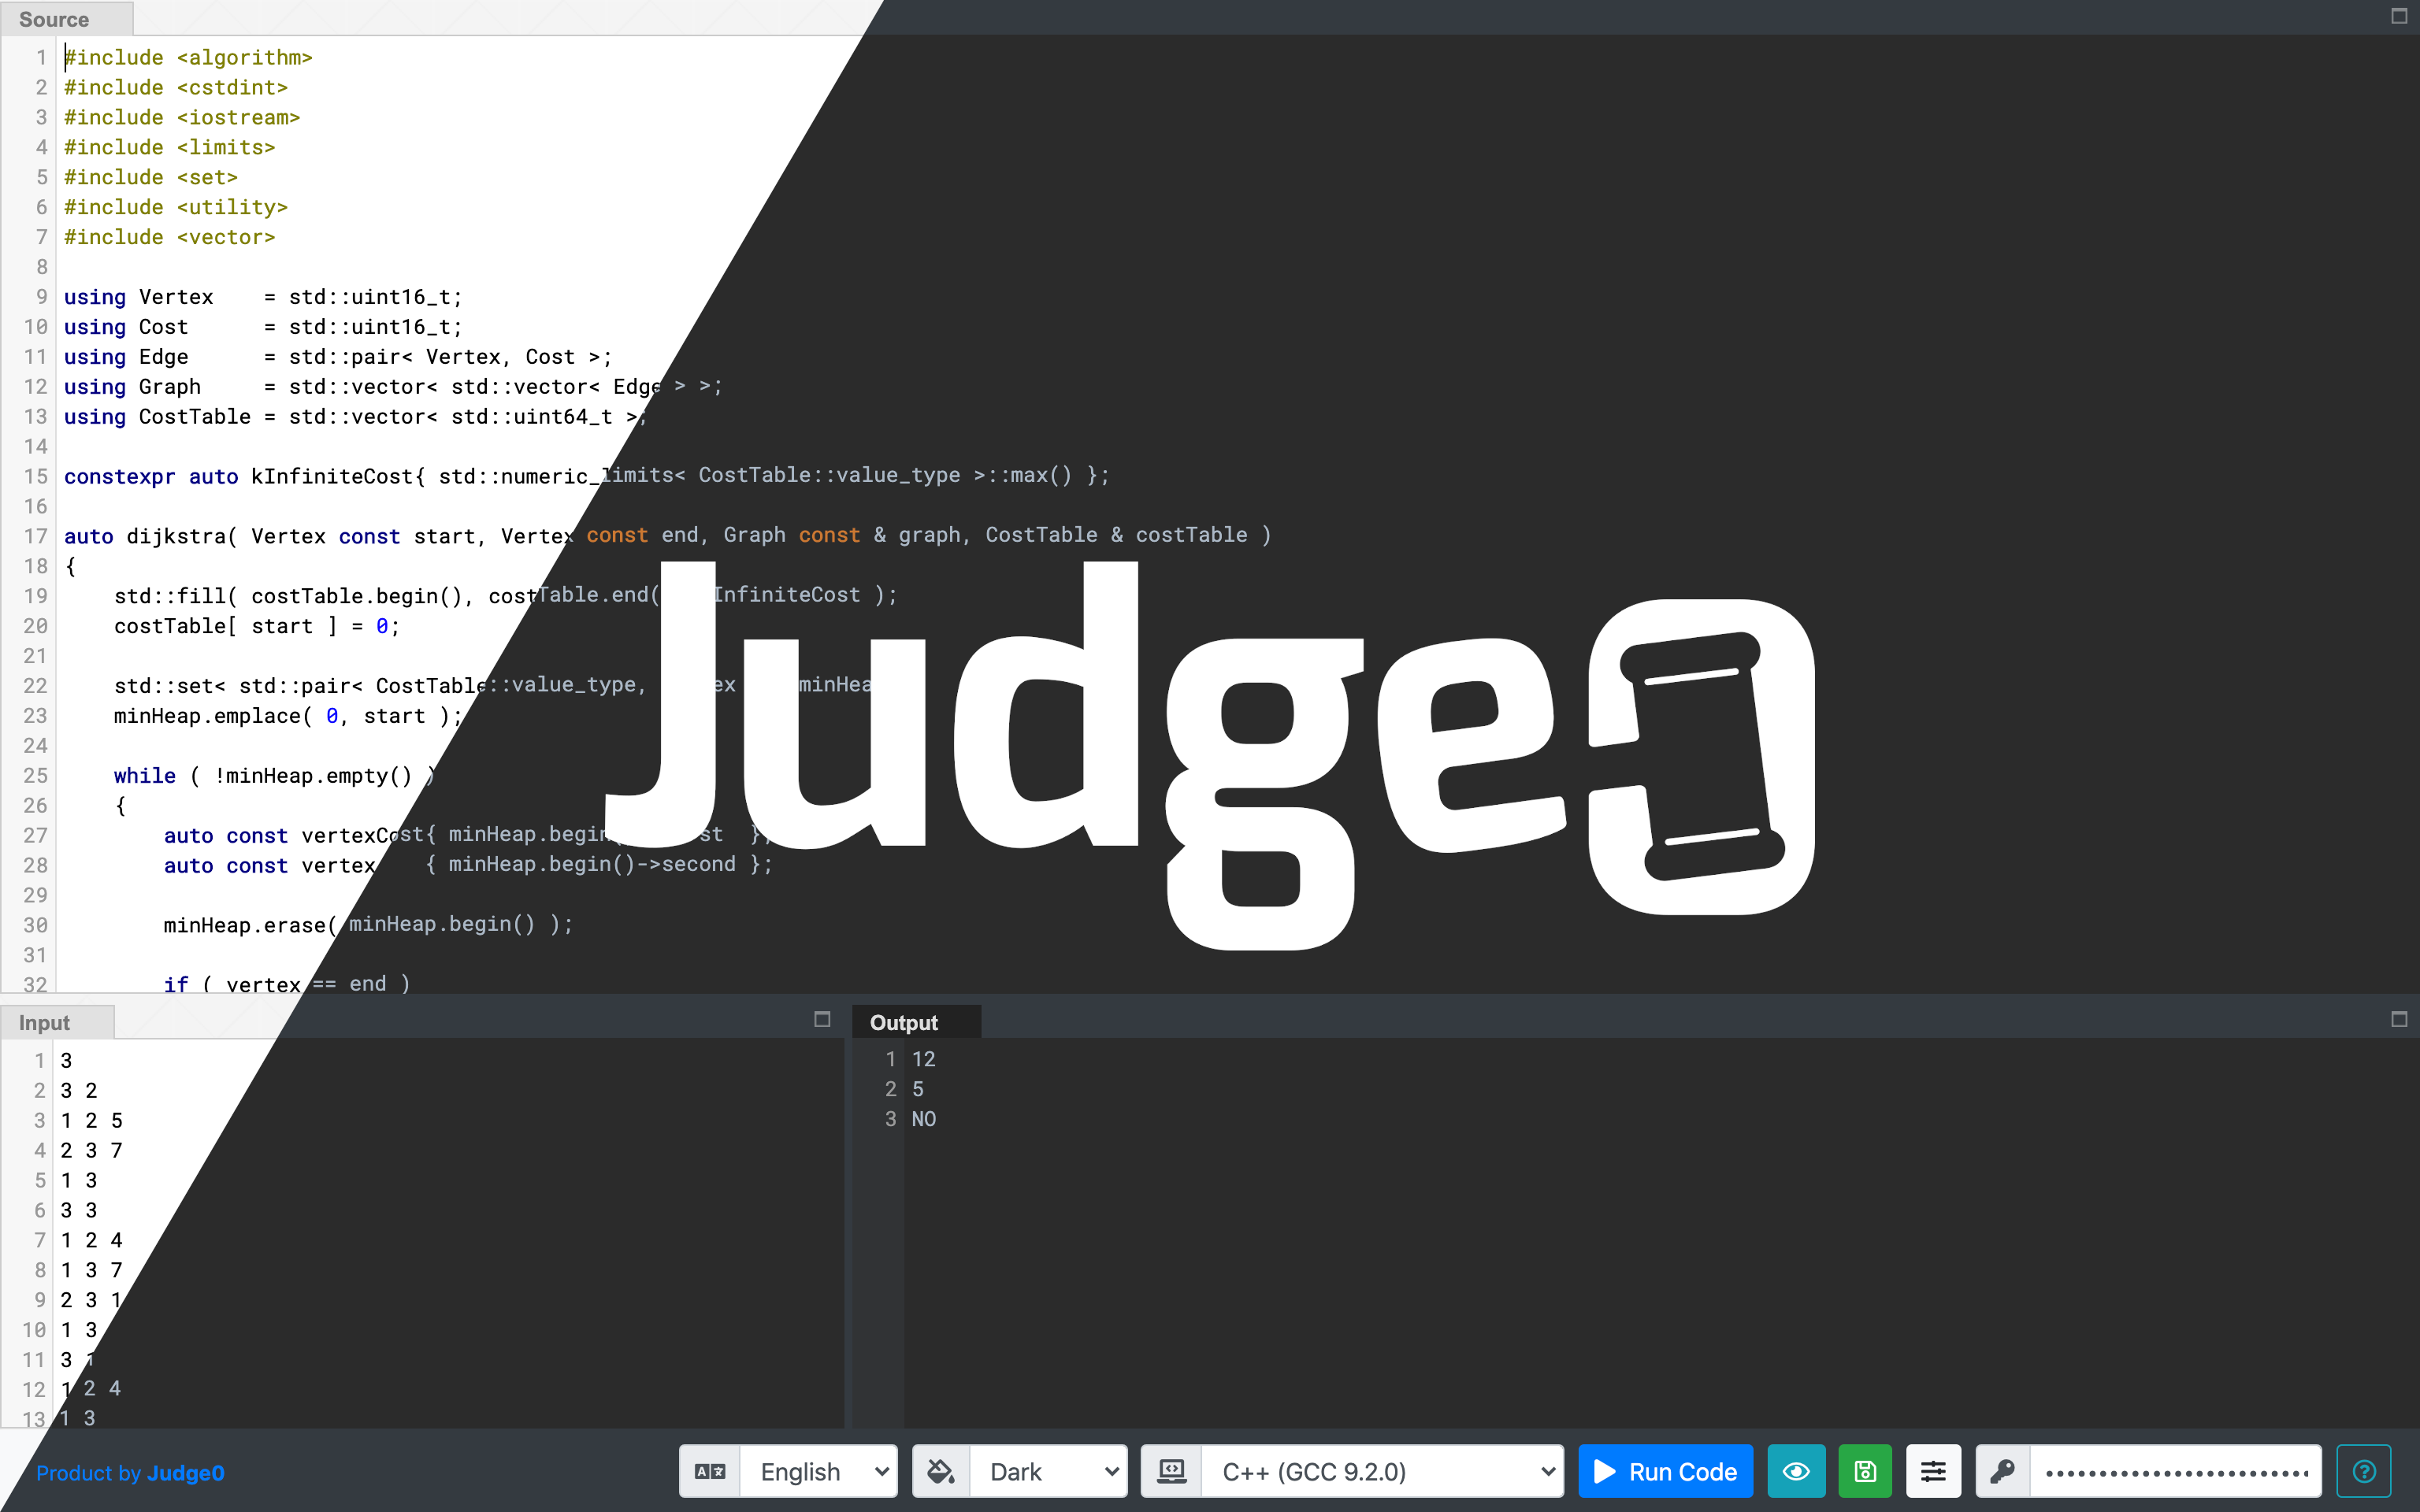 Source
1 #include <algorithm>
2 #include <cstdint>
3 #include <iostream>
4 #include <limits>
5 #include <set>
6 #include <utility>
7 #include <vector>
8
9 using Vertex    = std::uint16_t;
10 using Cost      = std::uint16_t;
11 using Edge      = std::pair< Vertex, Cost >;
12 using Graph     = std::vector< std::vector< Edge > >;
13 using CostTable = std::vector< std::uint64_t >;
14
15 constexpr auto kInfiniteCost{ std::numeric_limits< CostTable::value_type >::max() };
16
17 auto dijkstra( Vertex const start, Vertex const end, Graph const & graph, CostTable & costTable )
18 {
19     std::fill( costTable.begin(), costTable.end( InfiniteCost );
20     costTable[ start ] = 0;
21
22     std::set< std::pair< CostTable::value_type, ex minHea
23     minHeap.emplace( 0, start );
24
25     while ( !minHeap.empty() )
26     {
27         auto const vertexCost{ minHeap.begin st  };
28         auto const vertex    { minHeap.begin()->second };
29
30         minHeap.erase( minHeap.begin() );
31
32         if ( vertex == end )
Judge0
Input
1 3
2 3 2
3 1 2 5
4 2 3 7
5 1 3
6 3 3
7 1 2 4
8 1 3 7
9 2 3 1
10 1 3
11 3 1
12 1 2 4
13 1 3
Output
1 12
2 5
3 NO
Product by Judge0
English
Dark
C++ (GCC 9.2.0)
Run Code